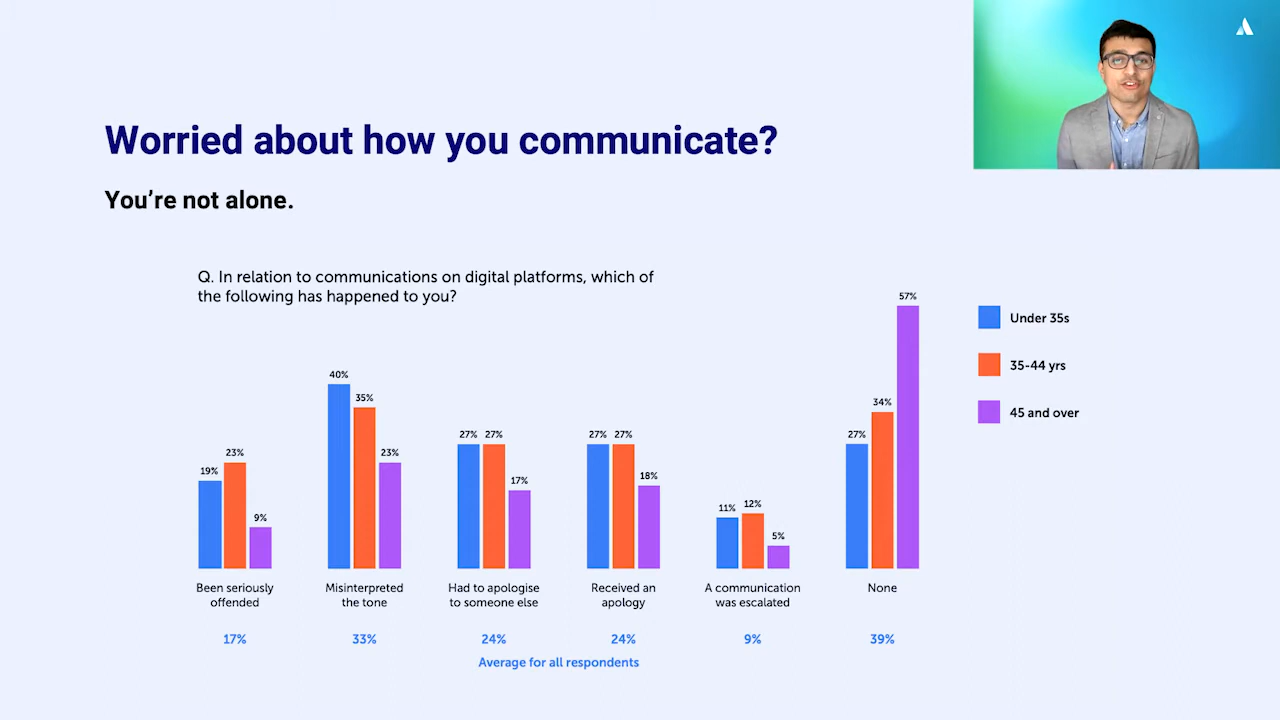 Worried about how you communicate?
You're not alone.
Q. In relation to communications on digital platforms, which of
the following has happened to you?
57%
Under 35s
35-44 yrs
45 and over
19%
23%
9%
40%
35%
23%
27%
27%
17%
27%
27%
18%
11%
12%
5%
27%
34%
Been seriously
offended
Misinterpreted
the tone
Had to apologise
to someone else
Received an
apology
A communication
was escalated
None
17%
33%
24%
24%
9%
39%
Average for all respondents